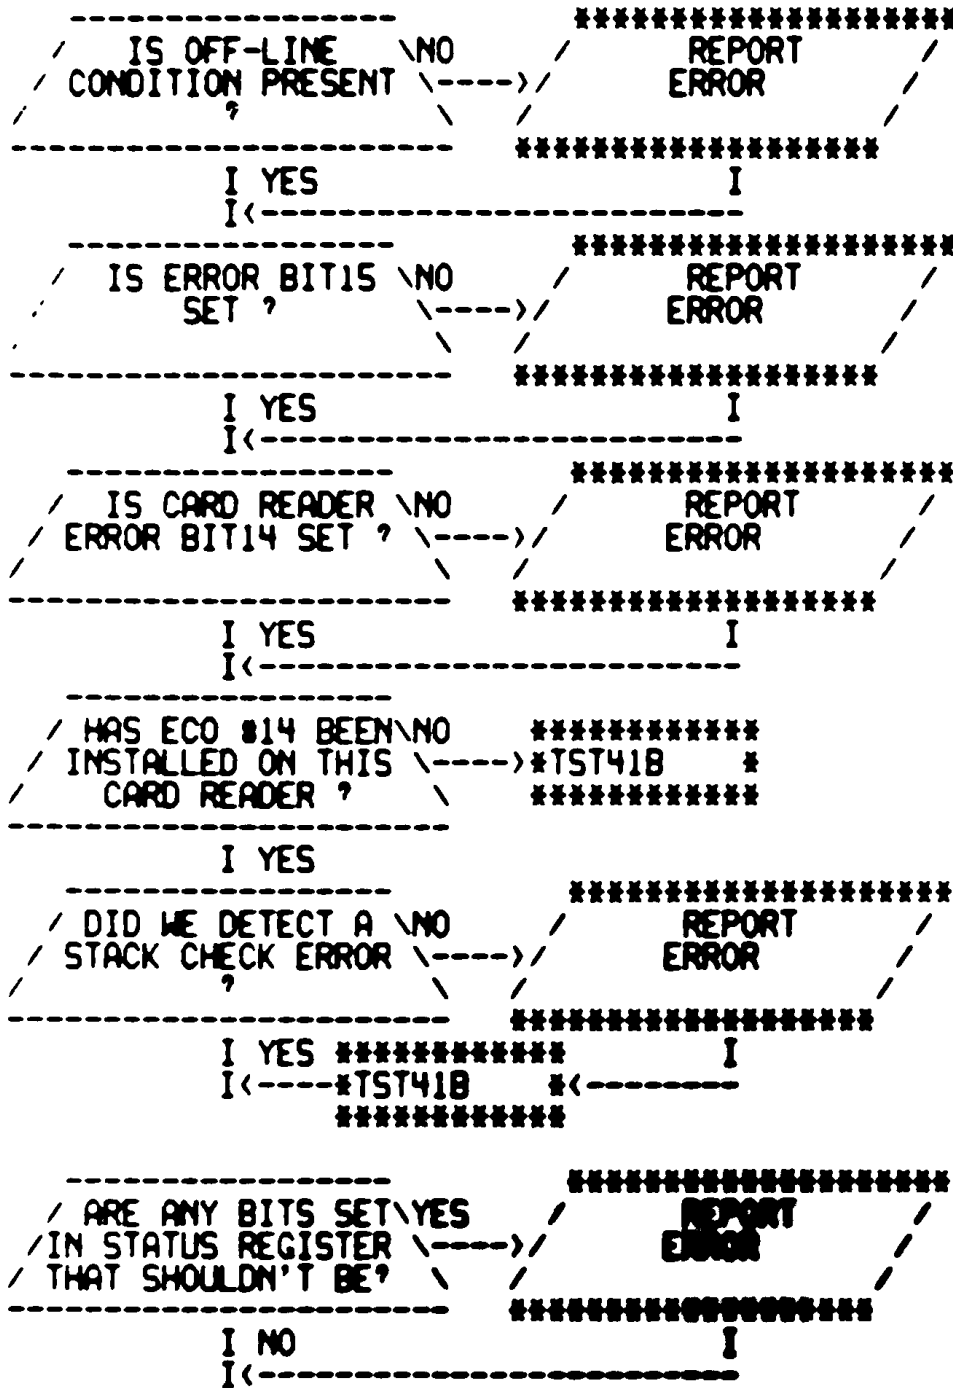 IS OFF-LINE \NO REPORT
CONDITION PRESENT \----> ERROR
?
I YES I
I<-------------------------
IS ERROR BIT15 \NO REPORT
SET ? \----> ERROR
I YES I
I<-------------------------
IS CARD READER \NO REPORT
ERROR BIT14 SET ? \----> ERROR
I YES I
I<-------------------------
HAS ECO #14 BEEN\NO ************
INSTALLED ON THIS \---->*TST41B *
CARD READER ? \ ************
I YES
DID WE DETECT A \NO REPORT
STACK CHECK ERROR \----> ERROR
?
I YES ************ I
I<----*TST41B *<--------
************
ARE ANY BITS SET\YES REPORT
IN STATUS REGISTER \----> ERROR
THAT SHOULDN'T BE? \
I NO I
I<-------------------------